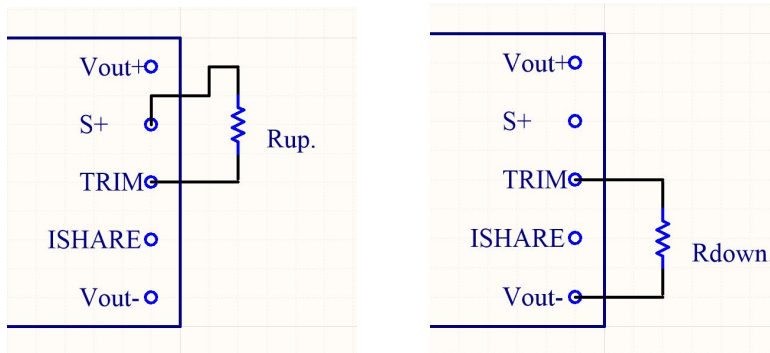 Vout+
S+
Rup.
TRIM
ISHARE
Vout-
Vout+
S+
TRIM
ISHARE
Rdown.
Vout-